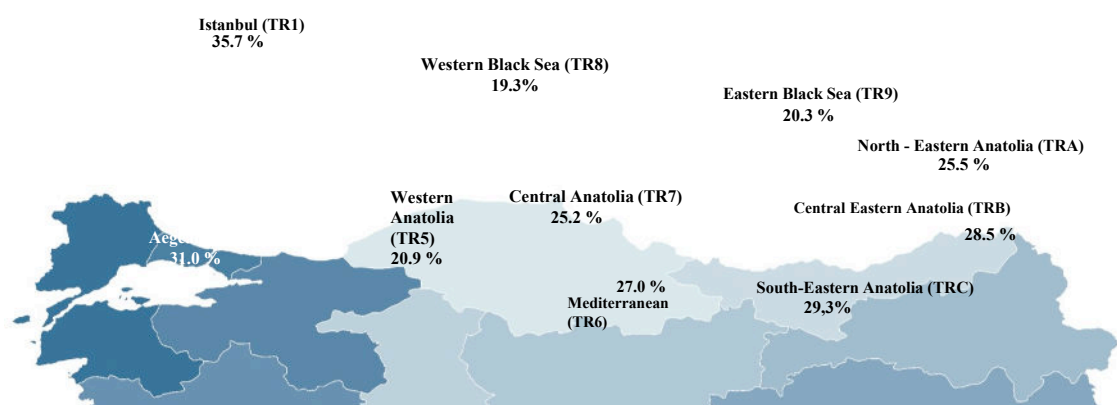 Istanbul (TR1)
35.7 %
Western Black Sea (TR8)
19.3%
Eastern Black Sea (TR9)
20.3 %
North - Eastern Anatolia (TRA)
25.5 %
Western
Anatolia
(TR5)
20.9 %
Central Anatolia (TR7)
25.2 %
Central Eastern Anatolia (TRB)
28.5 %
31.0 %
27.0 %
Mediterranean
(TR6)
South-Eastern Anatolia (TRC)
29,3%